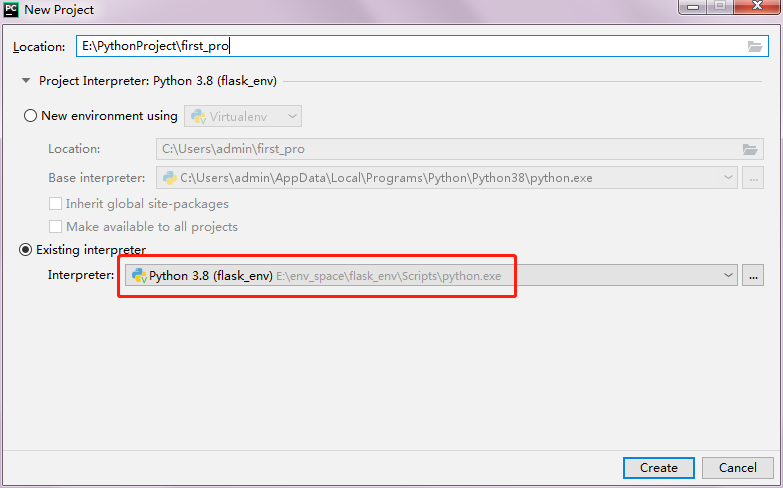 PC New Project
Location: E:\PythonProject\first_pro
Project Interpreter: Python 3.8 (flask_env)
New environment using Virtualenv
Location: C:\Users\admin\first_pro
Base interpreter: C:\Users\admin\AppData\Local\Programs\Python\Python38\python.exe ...
Inherit global site-packages
Make available to all projects
Existing interpreter
Interpreter: Python 3.8 (flask_env) E:\env_space\flask_env\Scripts\python.exe ...
Create Cancel